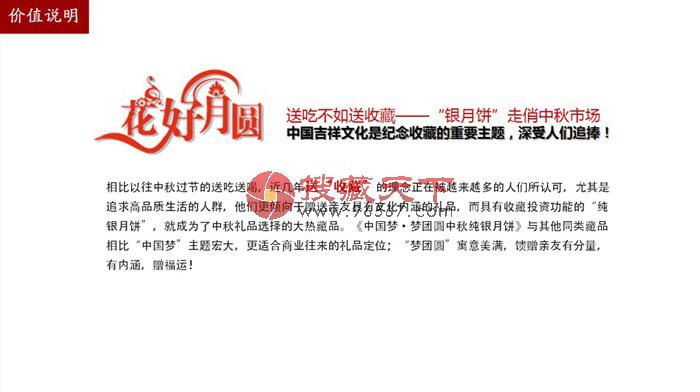 价值说明
花好月圆
送吃不如送收藏——“银月饼”走俏中秋市场
中国吉祥文化是纪念收藏的重要主题，深受人们追捧！
相比以往中秋过节的送吃送喝，近几年送“收藏”的理念正在被越来越多的人们所认可，尤其是
追求高品质生活的人群，他们更倾向于赠送亲友具有文化内涵的礼品，而具有收藏投资功能的“纯
银月饼”，就成为了中秋礼品选择的大热藏品。《中国梦·梦团圆中秋纯银月饼》与其他同类藏品
相比“中国梦”主题宏大，更适合商业往来的礼品定位；“梦团圆”寓意美满，馈赠亲友有分量，
有内涵，赠福运！
搜藏天下
www.78567.com